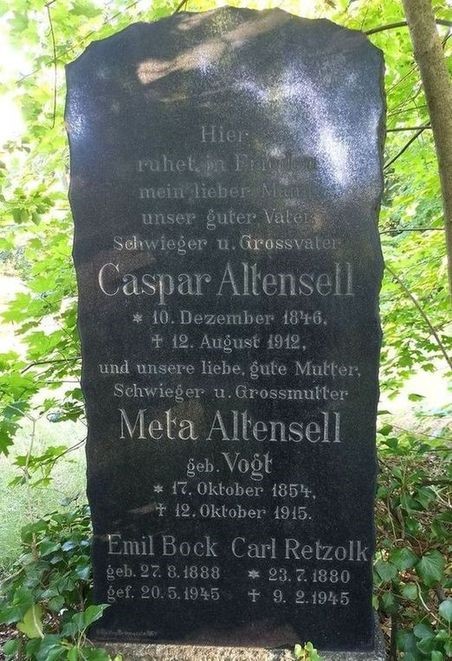 Hier
ruhet in Frieden
mein lieber Mann
unser guter Vater,
Schwieger u. Grossvater
Caspar Altensell
* 10. Dezember 1846.
✝ 12. August 1912,
und unsere liebe, gute Mutter,
Schwieger u. Grossmutter
Meta Altensell
geb. Vogt
* 17. Oktober 1854,
✝ 12. Oktober 1915.
Emil Bock Carl Retzolk
geb. 27.8.1888 * 23.7.1880
gef. 20.5.1945 ✝ 9.2.1945